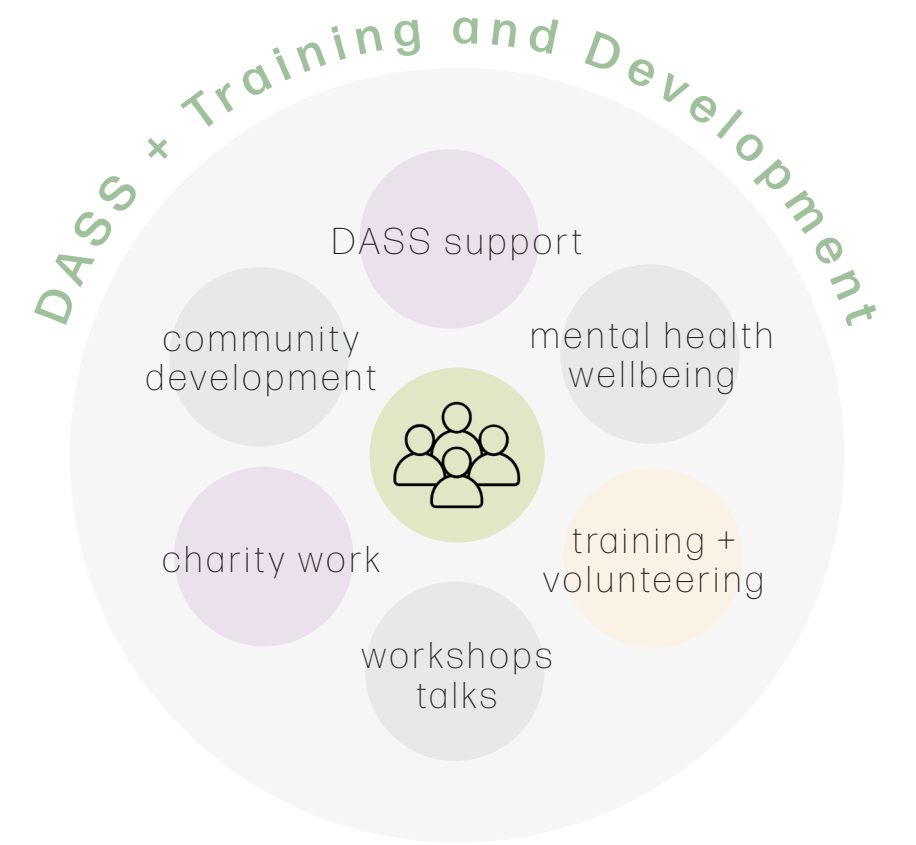 DASS + Training and Development
DASS support
community
development
mental health
wellbeing
charity work
training +
volunteering
workshops
talks